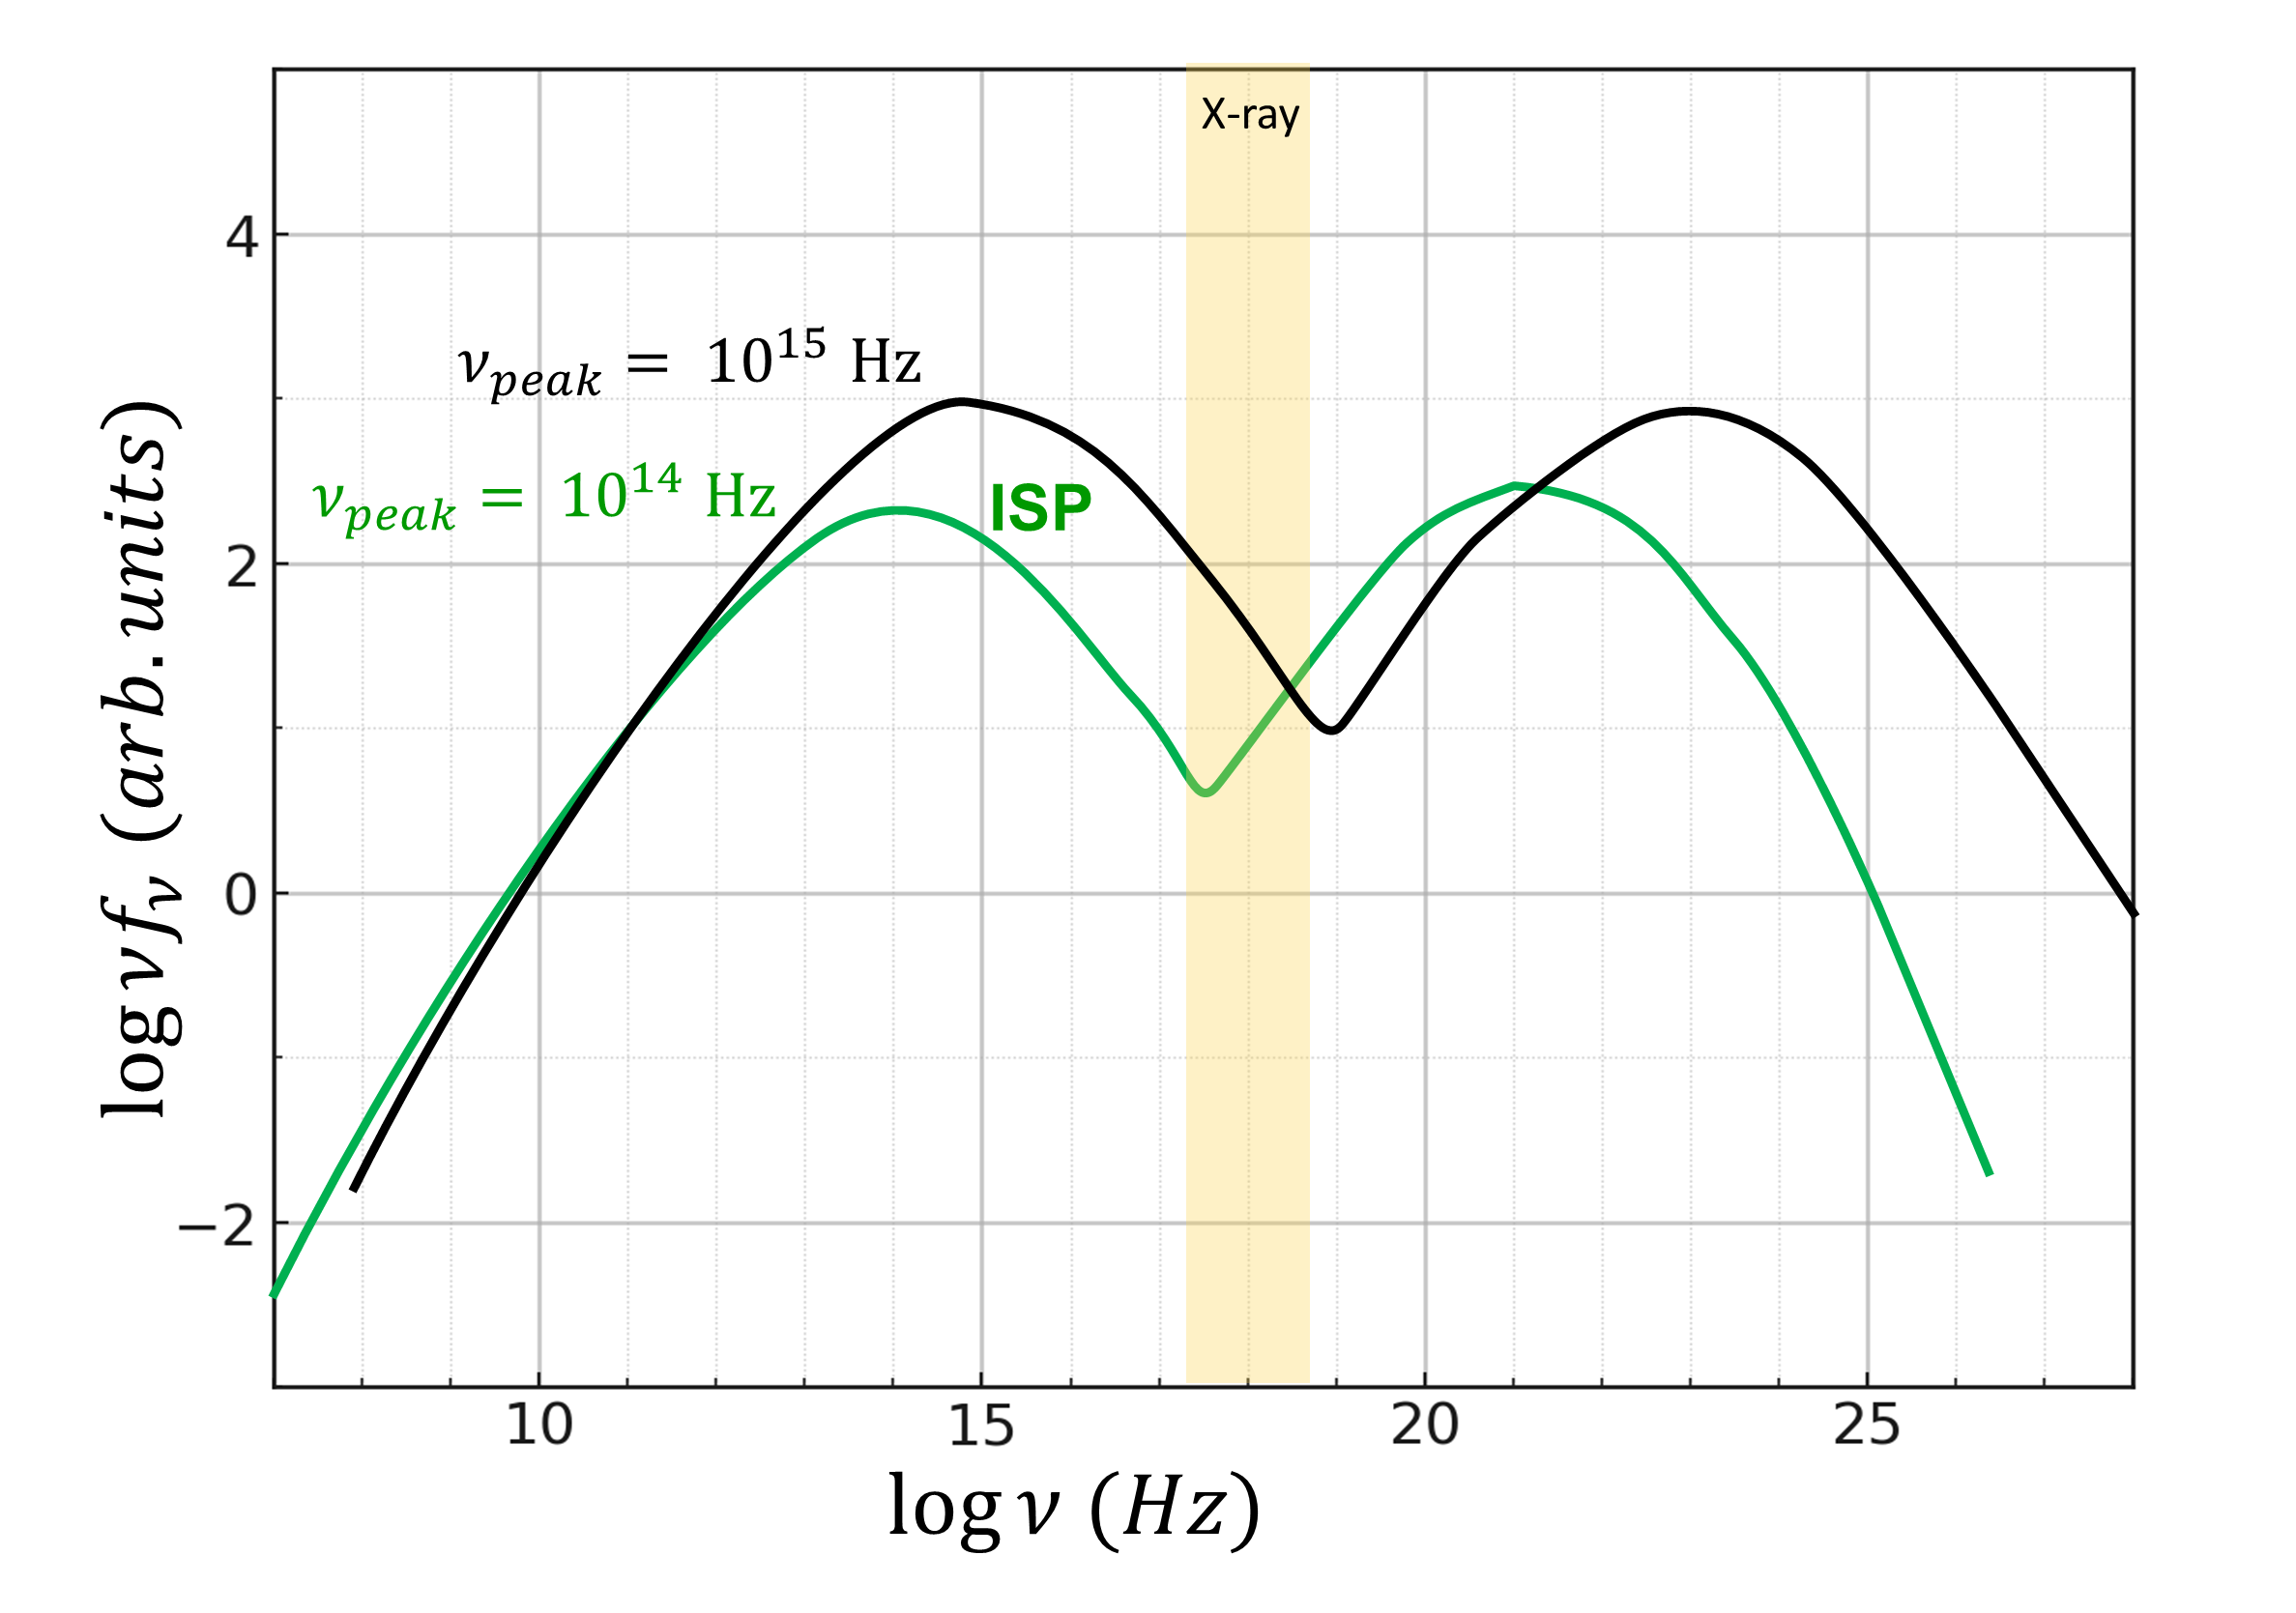 X-ray
4
ν_peak = 10^15 Hz
ν_peak = 10^14 Hz
ISP
2
0
−2
log ν f_ν (arb. units)
10 15 20 25
log ν (Hz)